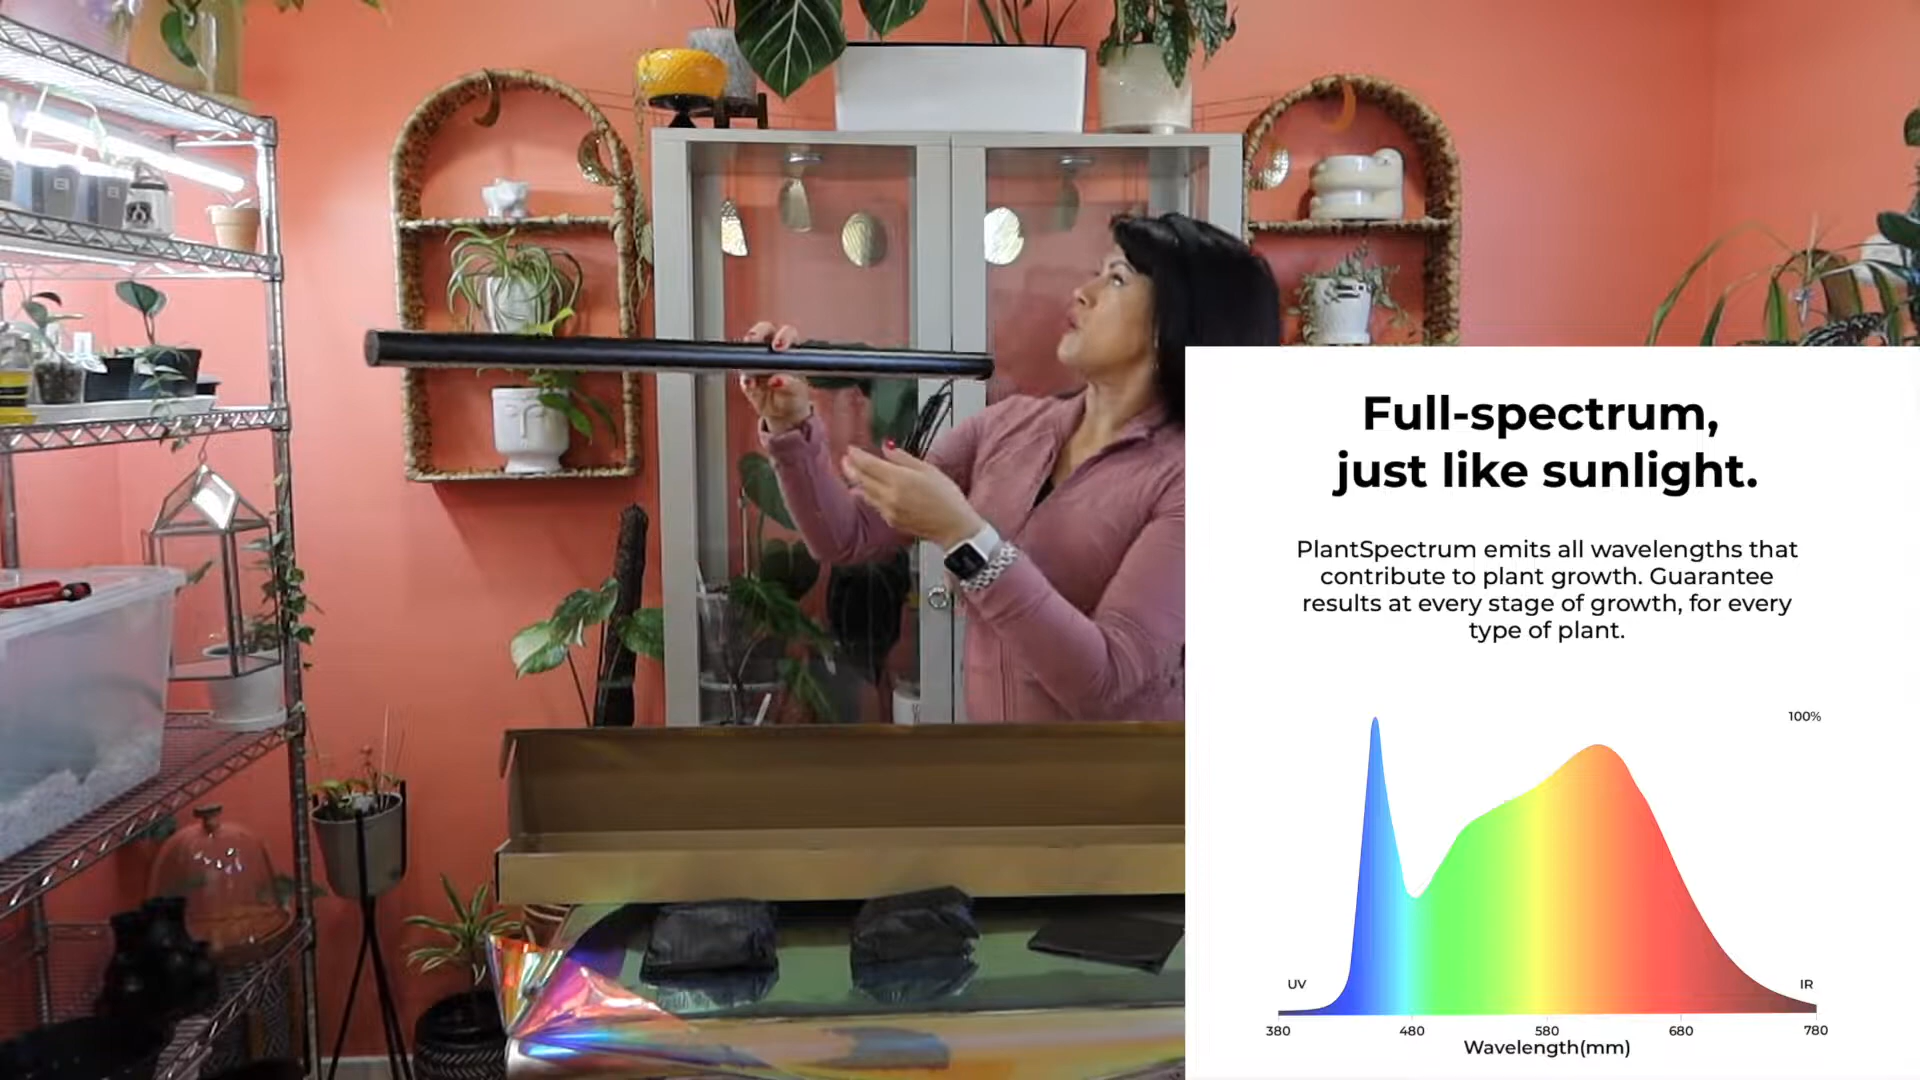 Full-spectrum,
just like sunlight.
PlantSpectrum emits all wavelengths that
contribute to plant growth. Guarantee
results at every stage of growth, for every
type of plant.
100%
UV
IR
380
480
580
680
780
Wavelength(mm)